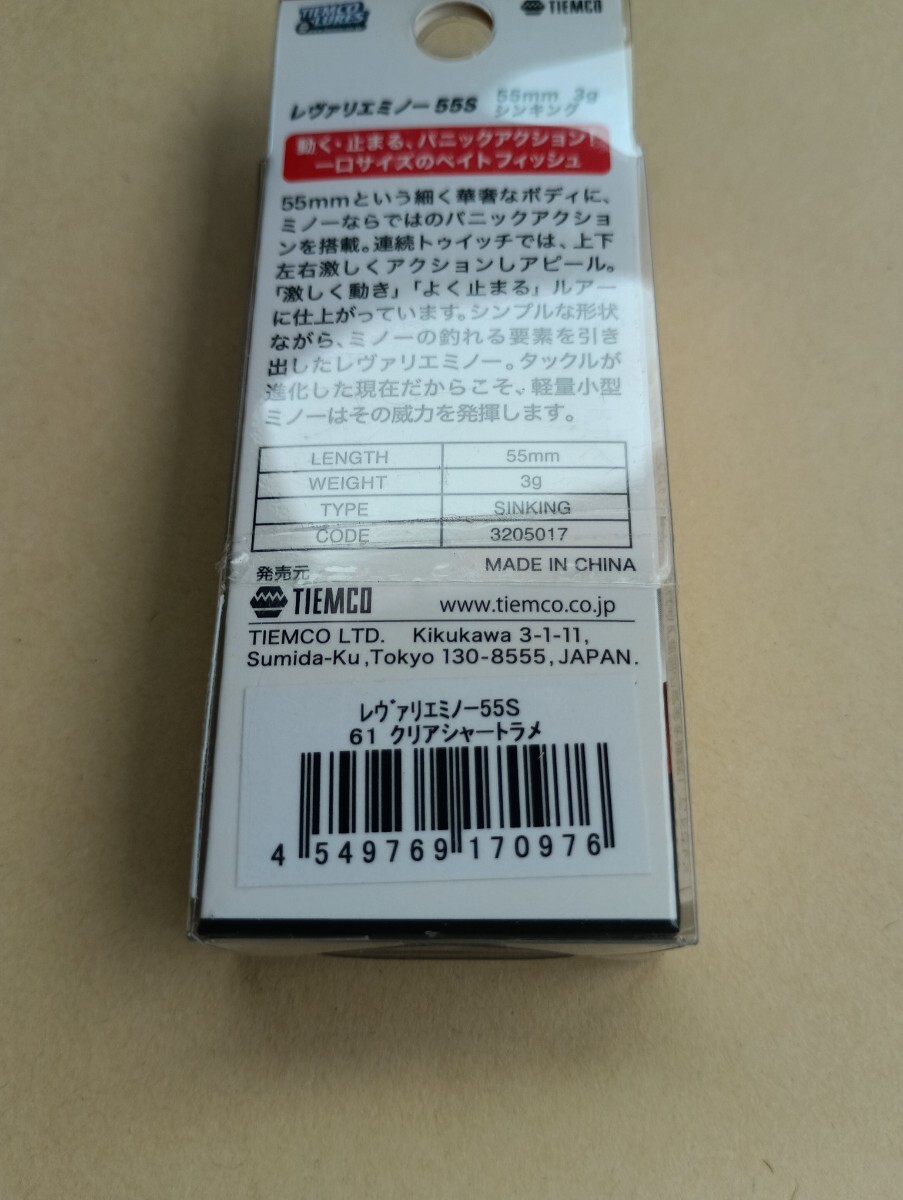 TIEMCO LURES
TIEMCO
レヴァリエミノー 55S 55mm 3g
シンキング
動く・止まる、パニックアクション!
一口サイズのベイトフィッシュ
55mmという細く華奢なボディに、
ミノーならではのパニックアクショ
ンを搭載。連続トゥイッチでは、上下
左右激しくアクションしアピール。
「激しく動き」「よく止まる」ルアー
に仕上がっています。シンプルな形状
ながら、ミノーの釣れる要素を引き
出したレヴァリエミノー。タックルが
進化した現在だからこそ、軽量小型
ミノーはその威力を発揮します。
LENGTH 55mm
WEIGHT 3g
TYPE SINKING
CODE 3205017
発売元 MADE IN CHINA
TIEMCO www.tiemco.co.jp
TIEMCO LTD. Kikukawa 3-1-11,
Sumida-Ku,Tokyo 130-8555,JAPAN.
ﾚヴｧﾘｴﾐﾉｰ55S
61 クリアシャートラメ
4 549769 170976